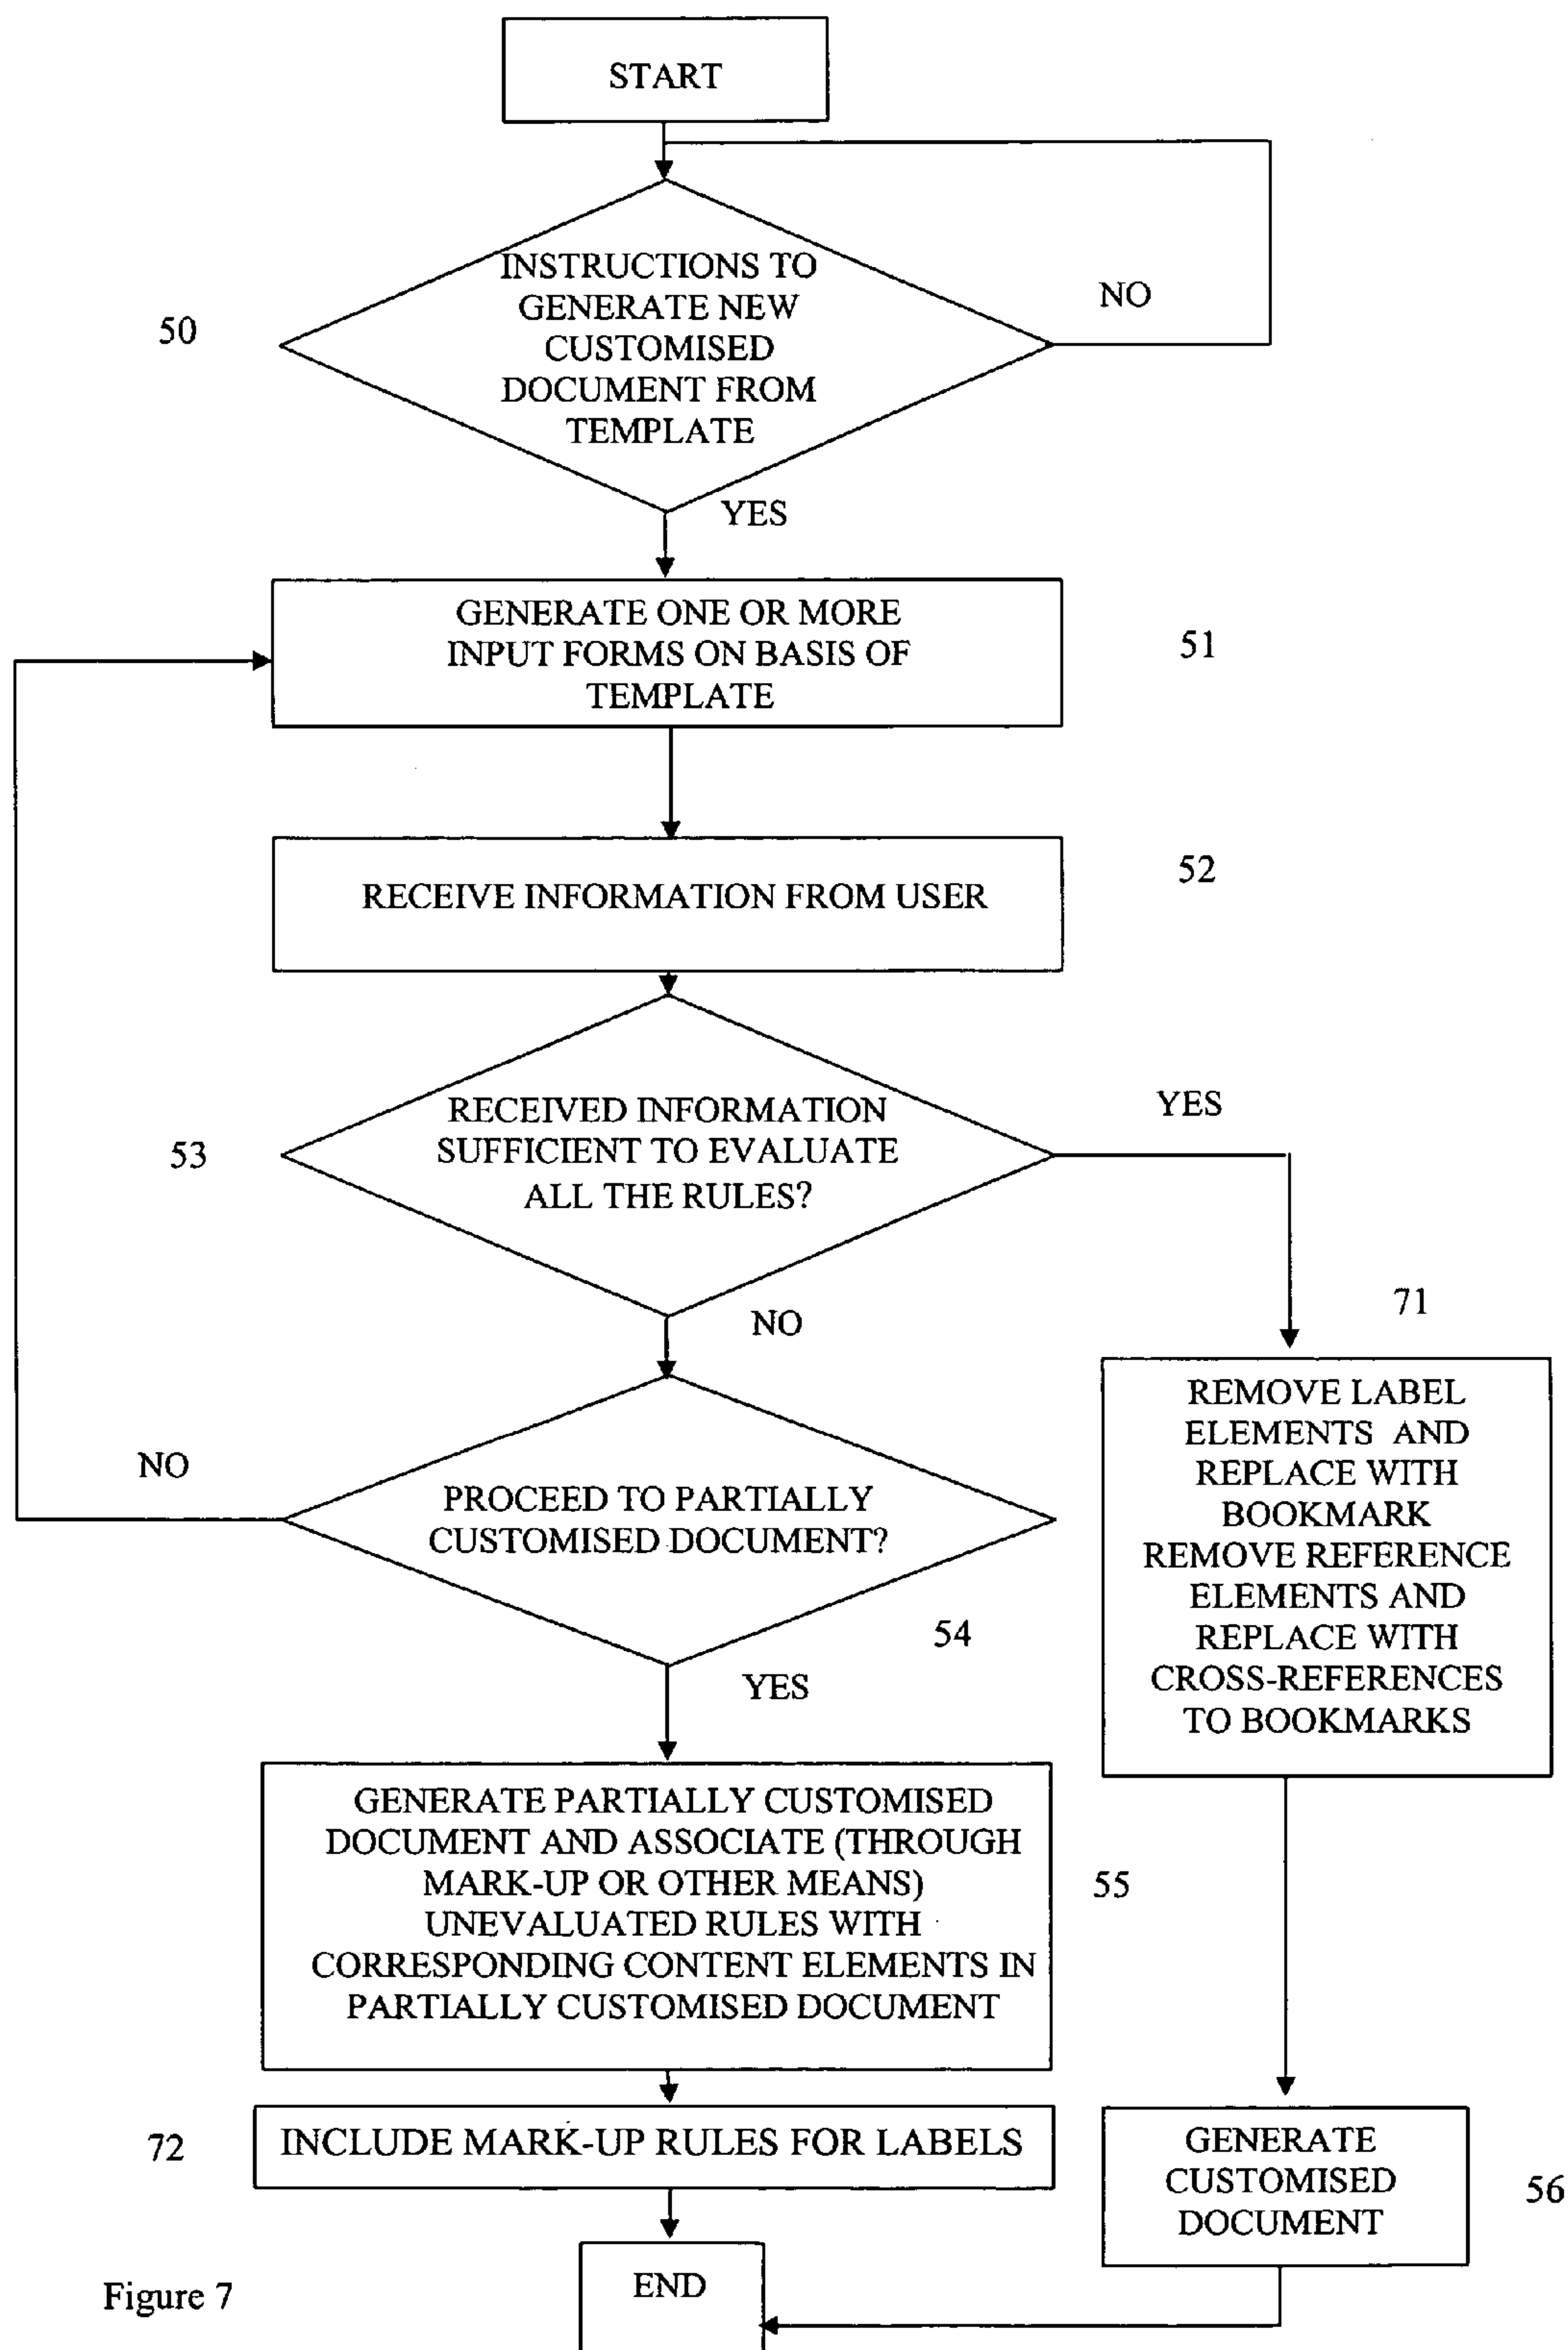 START
INSTRUCTIONS TO
GENERATE NEW
CUSTOMISED
DOCUMENT FROM
TEMPLATE
50
NO
YES
GENERATE ONE OR MORE
INPUT FORMS ON BASIS OF
TEMPLATE
51
RECEIVE INFORMATION FROM USER
52
RECEIVED INFORMATION
SUFFICIENT TO EVALUATE
ALL THE RULES?
53
YES
NO
71
REMOVE LABEL
ELEMENTS AND
REPLACE WITH
BOOKMARK
REMOVE REFERENCE
ELEMENTS AND
REPLACE WITH
CROSS-REFERENCES
TO BOOKMARKS
NO
PROCEED TO PARTIALLY
CUSTOMISED DOCUMENT?
54
YES
GENERATE PARTIALLY CUSTOMISED
DOCUMENT AND ASSOCIATE (THROUGH
MARK-UP OR OTHER MEANS)
UNEVALUATED RULES WITH
CORRESPONDING CONTENT ELEMENTS IN
PARTIALLY CUSTOMISED DOCUMENT
55
72
INCLUDE MARK-UP RULES FOR LABELS
GENERATE
CUSTOMISED
DOCUMENT
56
END
Figure 7